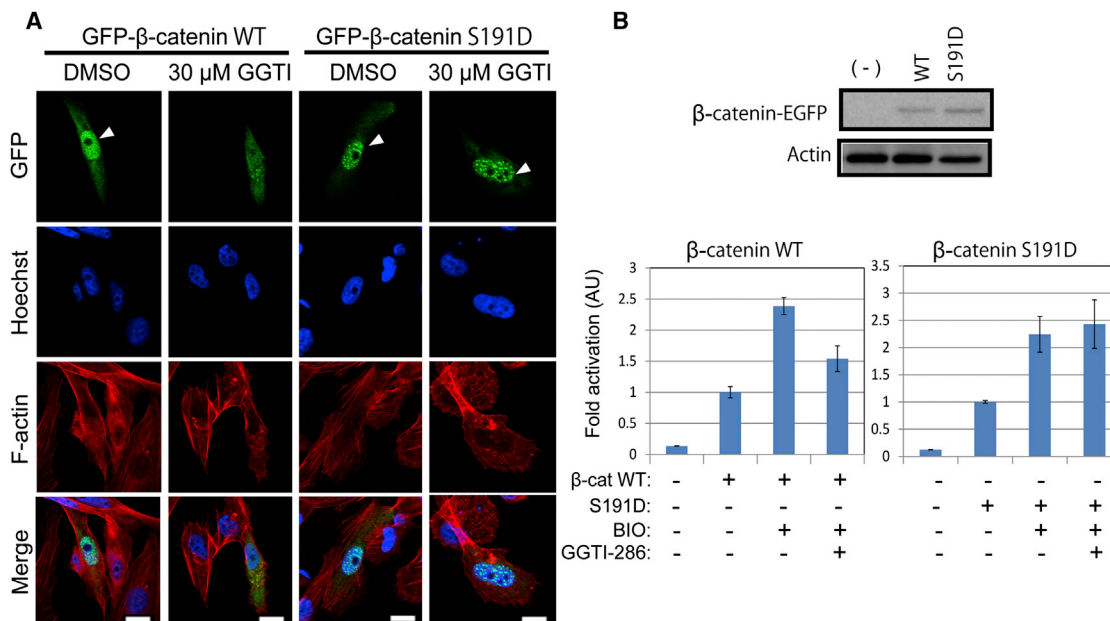 A
GFP-β-catenin WT
GFP-β-catenin S191D
DMSO
30 μM GGTI
DMSO
30 μM GGTI
GFP
Hoechst
F-actin
Merge
B
(-)
WT
S191D
β-catenin-EGFP
Actin
β-catenin WT
β-catenin S191D
Fold activation (AU)
3
2.5
2
1.5
1
0.5
0
3.5
3
2.5
2
1.5
1
0.5
0
β-cat WT: - + + +
S191D: - + + +
BIO: - - + + - - + +
GGTI-286: - - - + - - - +